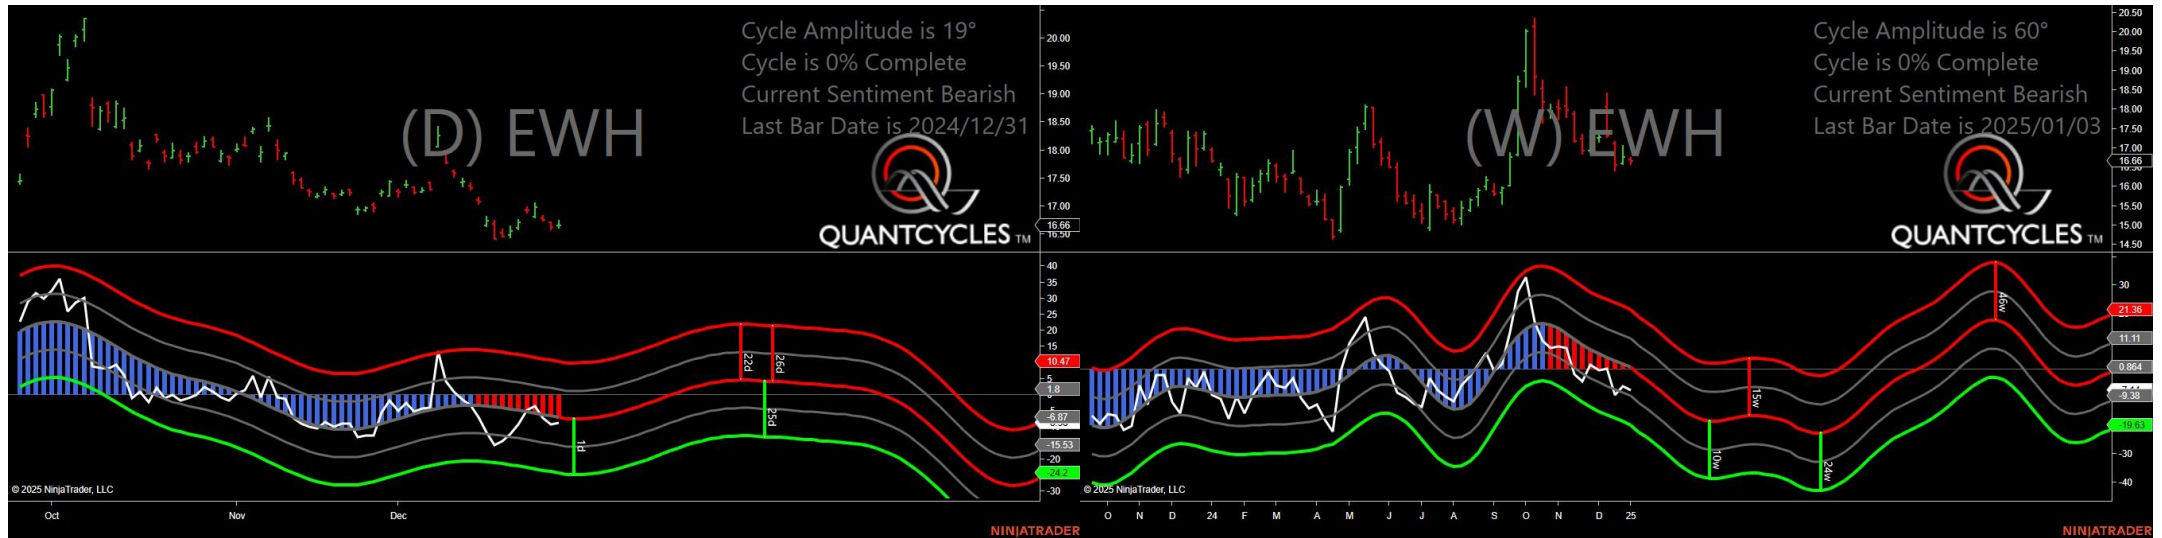 Cycle Amplitude is 19°
Cycle is 0% Complete
Current Sentiment Bearish
Last Bar Date is 2024/12/31
(D) EWH
QUANTCYCLES TM
20.00
19.50
19.00
18.50
18.00
17.50
17.00
16.66
16.50
40
35
30
25
20
15
10.47
5
1.8
-6.87
-15.53
-20
-24.2
-30
1d
22d
26d
25d
© 2025 NinjaTrader, LLC
Oct
Nov
Dec
NINJATRADER
Cycle Amplitude is 60°
Cycle is 0% Complete
Current Sentiment Bearish
Last Bar Date is 2025/01/03
(W) EWH
QUANTCYCLES TM
20.50
20.00
19.50
19.00
18.50
18.00
17.50
17.00
16.66
16.00
15.50
15.00
14.50
30
21.36
11.11
0.864
-9.38
-19.63
-30
-40
10w
15w
24w
46w
© 2025 NinjaTrader, LLC
O N D 24 F M A M J J A S O N D 25
NINJATRADER